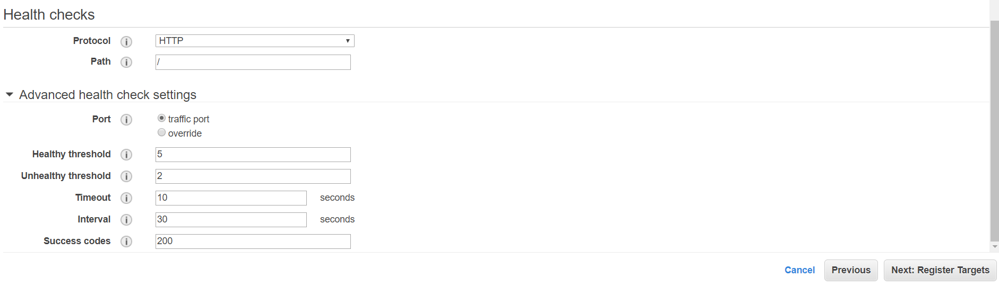 Health checks
Protocol HTTP
Path /
Advanced health check settings
Port traffic port
override
Healthy threshold 5
Unhealthy threshold 2
Timeout 10 seconds
Interval 30 seconds
Success codes 200
Cancel Previous Next: Register Targets